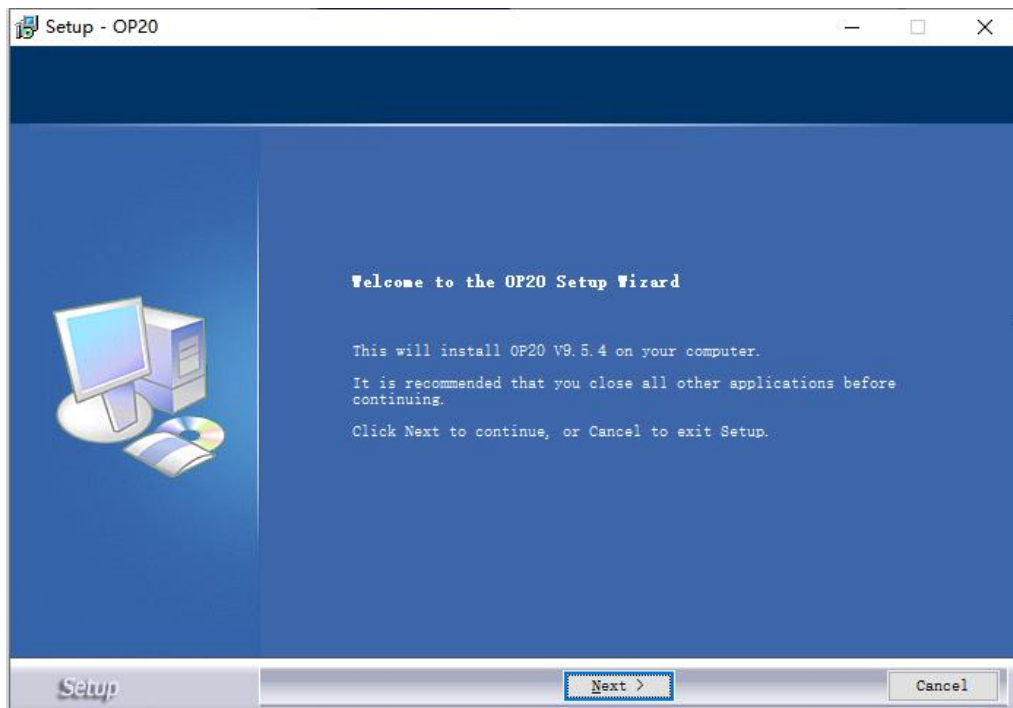 Setup - OP20
Welcome to the OP20 Setup Wizard
This will install OP20 V9.5.4 on your computer.
It is recommended that you close all other applications before
continuing.
Click Next to continue, or Cancel to exit Setup.
Setup
Next >
Cancel